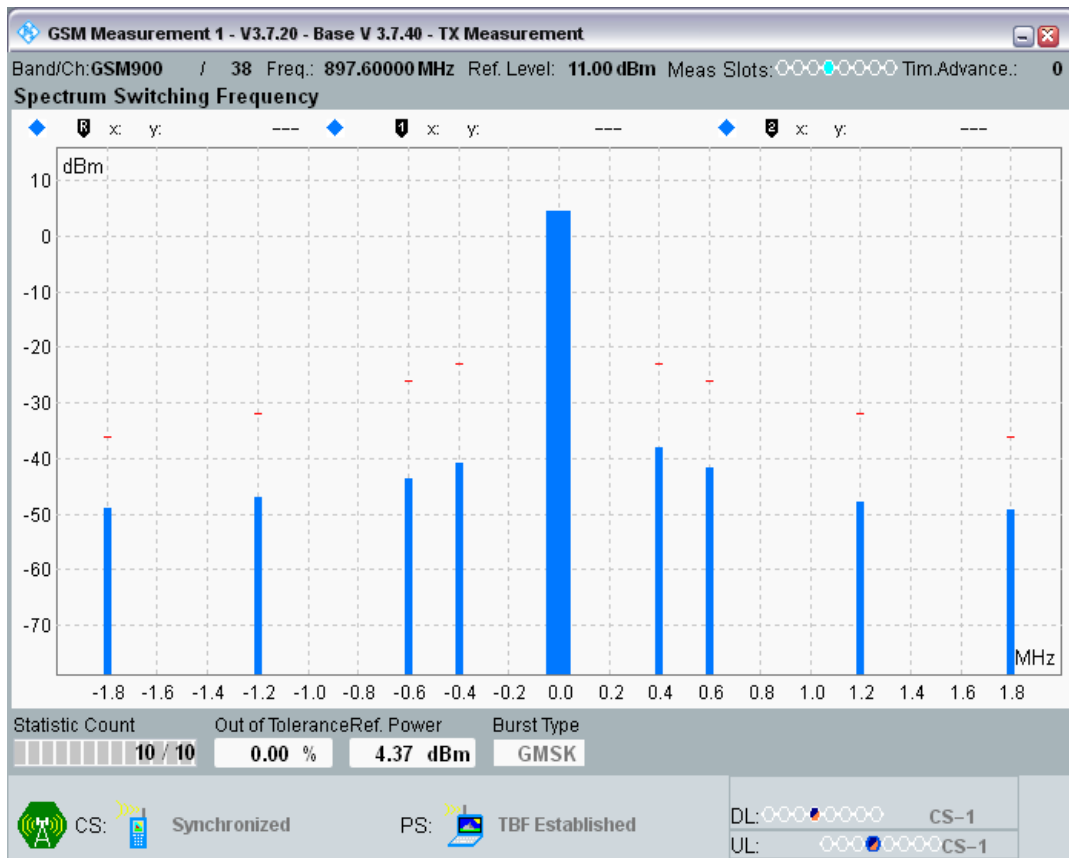 GSM Measurement 1 - V3.7.20 - Base V 3.7.40 - TX Measurement
Band/Ch:GSM900 / 38 Freq.: 897.60000 MHz Ref. Level: 11.00 dBm Meas Slots: Tim.Advance.: 0
Spectrum Switching Frequency
R x: y: --- 1 x: y: --- 2 x: y: ---
dBm
10
0
-10
-20
-30
-40
-50
-60
-70
MHz
-1.8 -1.6 -1.4 -1.2 -1.0 -0.8 -0.6 -0.4 -0.2 0.0 0.2 0.4 0.6 0.8 1.0 1.2 1.4 1.6 1.8
Statistic Count Out of Tolerance Ref. Power Burst Type
10 / 10 0.00 % 4.37 dBm GMSK
CS: Synchronized PS: TBF Established
DL: CS-1
UL: CS-1